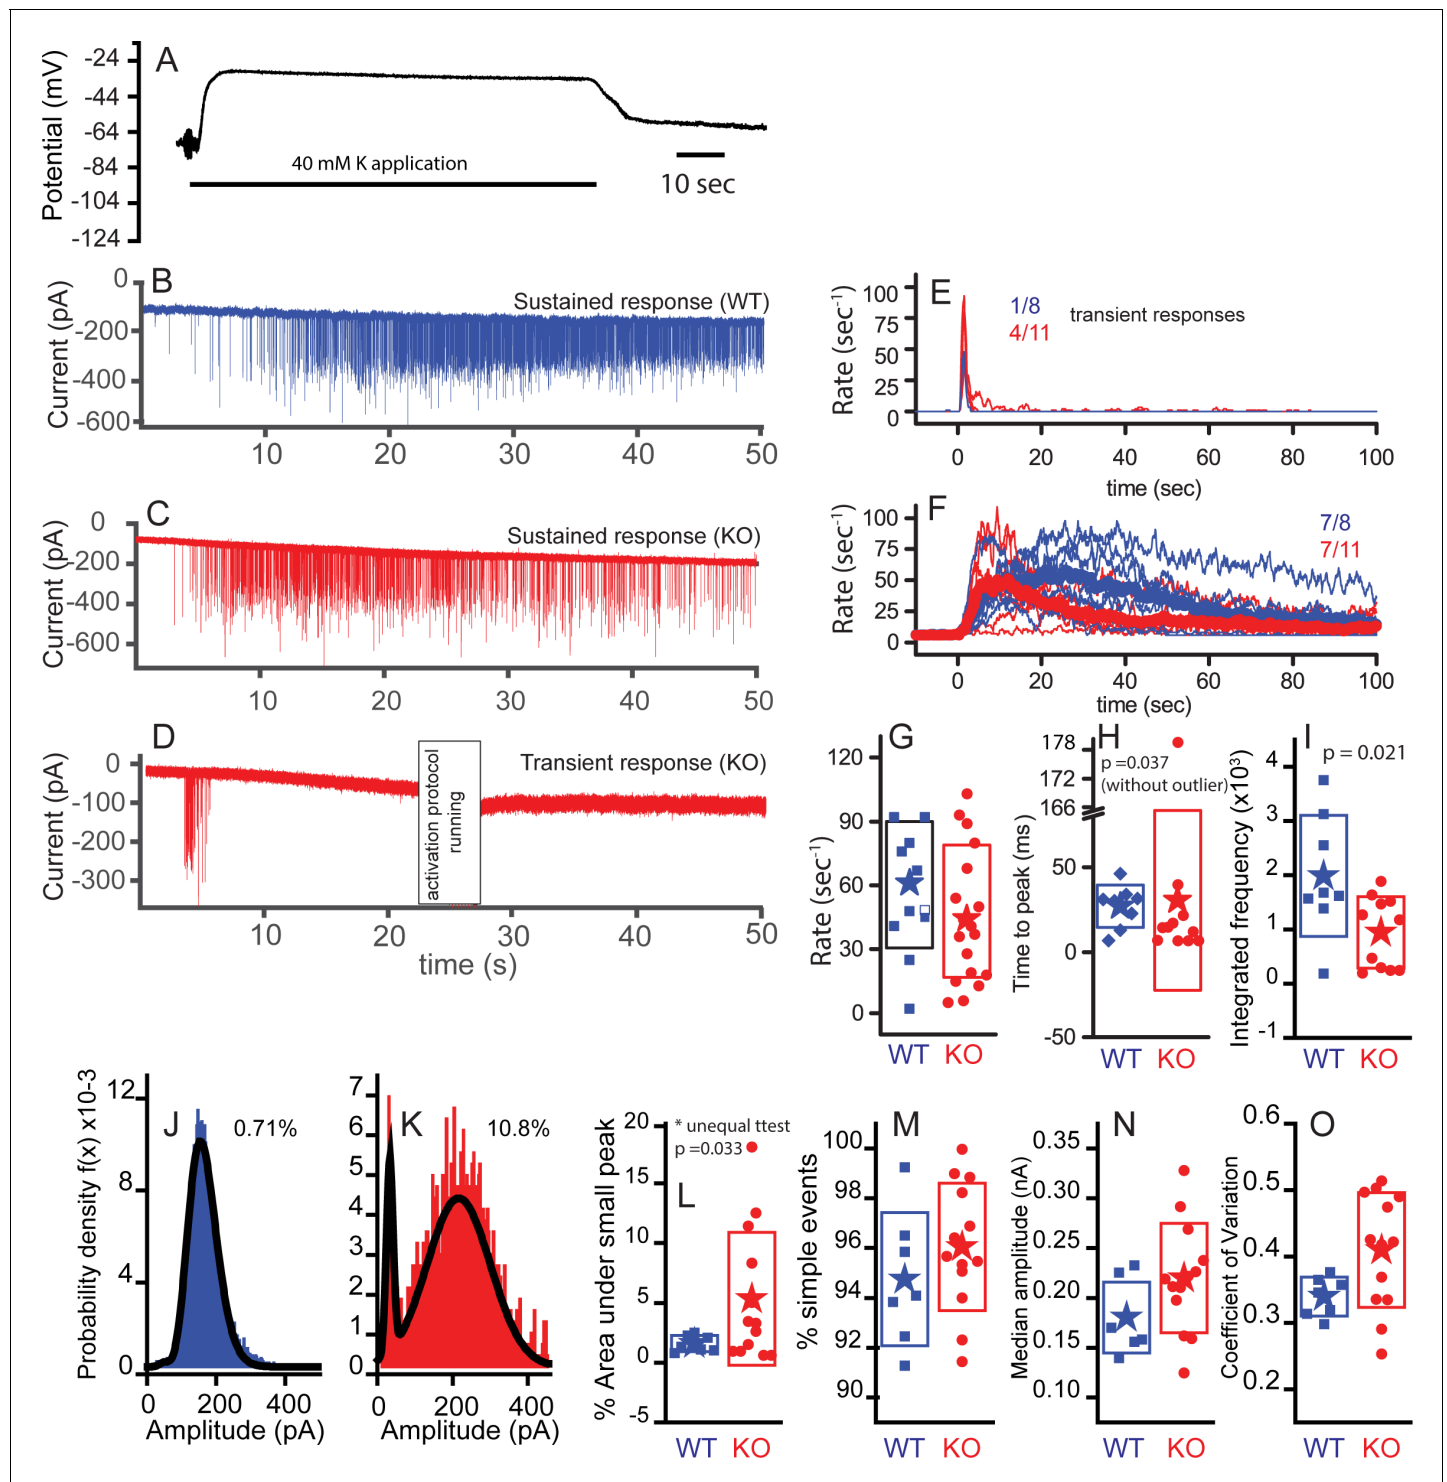 A
Potential (mV)
-24
-44
-64
-84
-104
-124
40 mM K application
10 sec
B
Sustained response (WT)
Current (pA)
0
-200
-400
-600
10 20 30 40 50
C
Sustained response (KO)
Current (pA)
0
-200
-400
-600
10 20 30 40 50
D
Transient response (KO)
Current (pA)
0
-100
-200
-300
activation protocol
running
10 20 30 40 50
time (s)
E
1/8
4/11
transient responses
Rate (sec-1)
100
75
50
25
0
0 20 40 60 80 100
time (sec)
F
7/8
7/11
Rate (sec-1)
100
75
50
25
0
0 20 40 60 80 100
time (sec)
G
Rate (sec-1)
120
90
60
30
0
WT KO
H
p =0.037
(without outlier)
Time to peak (ms)
178
172
166
50
0
-50
WT KO
I
p = 0.021
Integrated frequency (x10³)
4
3
2
1
0
-1
WT KO
J
0.71%
Probability density f(x) x10-3
12
8
4
0
0 200 400
Amplitude (pA)
K
10.8%
7
6
5
4
3
2
1
0
0 200 400
Amplitude (pA)
L
* unequal ttest
p =0.033
% Area under small peak
20
15
10
5
0
-5
WT KO
M
% simple events
100
98
96
94
92
90
WT KO
N
Median amplitude (nA)
0.35
0.30
0.25
0.20
0.15
0.10
WT KO
O
Coefficient of Variation
0.6
0.5
0.4
0.3
0.2
WT KO